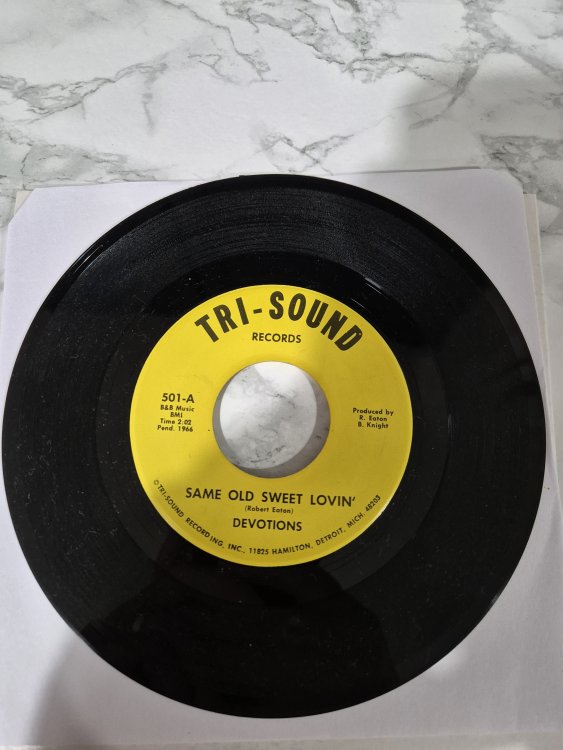 TRI-SOUND
RECORDS
501-A
B&B Music
BMI
Time 2:02
Pend. 1966
Produced by
R. Eaton
B. Knight
SAME OLD SWEET LOVIN'
(Robert Eaton)
DEVOTIONS
©TRI-SOUND RECORDING, INC., 11825 HAMILTON, DETROIT, MICH. 48203